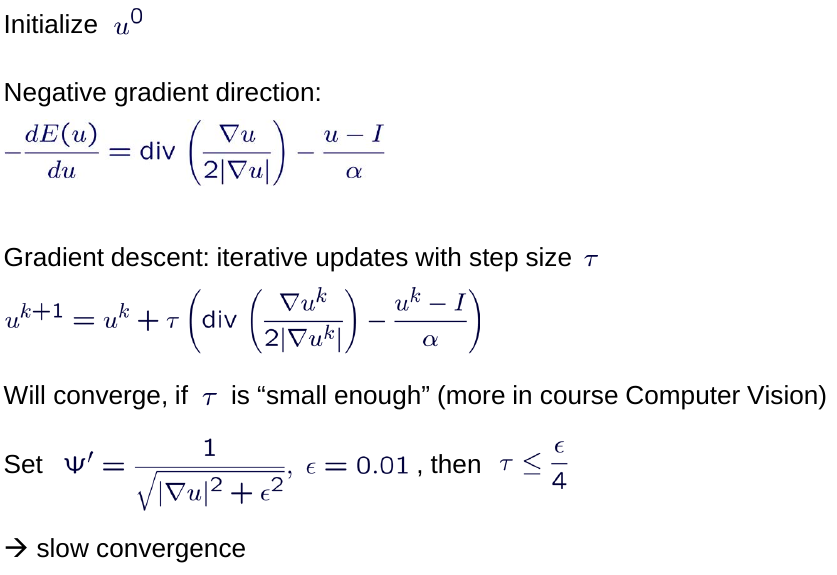 Initialize $u^0$
Negative gradient direction:
$-\frac{dE(u)}{du} = \text{div}\left(\frac{\nabla u}{2|\nabla u|}\right) - \frac{u - I}{\alpha}$
Gradient descent: iterative updates with step size $\tau$
$u^{k+1} = u^k + \tau\left(\text{div}\left(\frac{\nabla u^k}{2|\nabla u^k|}\right) - \frac{u^k - I}{\alpha}\right)$
Will converge, if $\tau$ is “small enough” (more in course Computer Vision)
Set $\Psi' = \frac{1}{\sqrt{|\nabla u|^2 + \epsilon^2}}, \epsilon = 0.01$ , then $\tau \leq \frac{\epsilon}{4}$
→ slow convergence